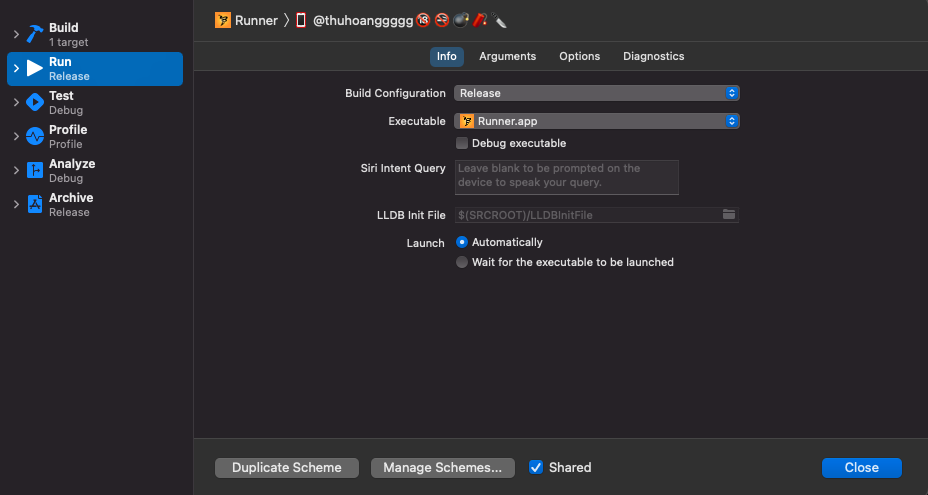 Build
1 target
Run
Release
Test
Debug
Profile
Profile
Analyze
Debug
Archive
Release
Runner 〉 @thuhoanggggg🔞🚭💣🧨🔪
Info Arguments Options Diagnostics
Build Configuration Release
Executable Runner.app
Debug executable
Siri Intent Query Leave blank to be prompted on the
device to speak your query.
LLDB Init File $(SRCROOT)/LLDBInitFile
Launch Automatically
Wait for the executable to be launched
Duplicate Scheme Manage Schemes... Shared Close